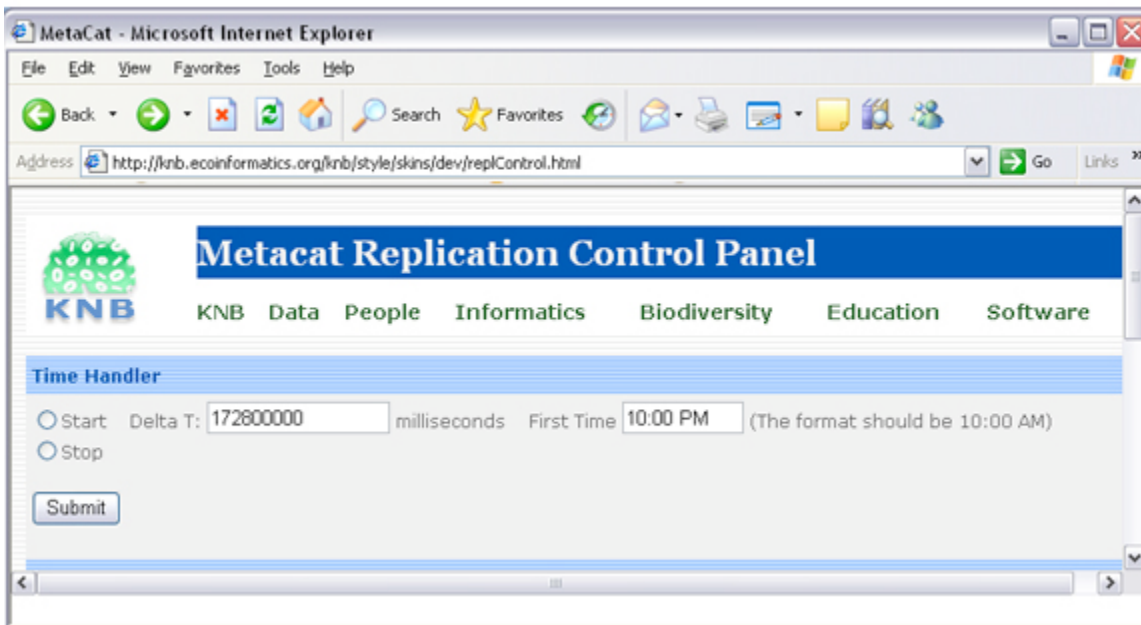 MetaCat - Microsoft Internet Explorer
File Edit View Favorites Tools Help
Back Search Favorites
Address http://knb.ecoinformatics.org/knb/style/skins/dev/replControl.html Go Links »
Metacat Replication Control Panel
KNB
KNB Data People Informatics Biodiversity Education Software
Time Handler
Start Delta T: 172800000 milliseconds First Time 10:00 PM (The format should be 10:00 AM)
Stop
Submit